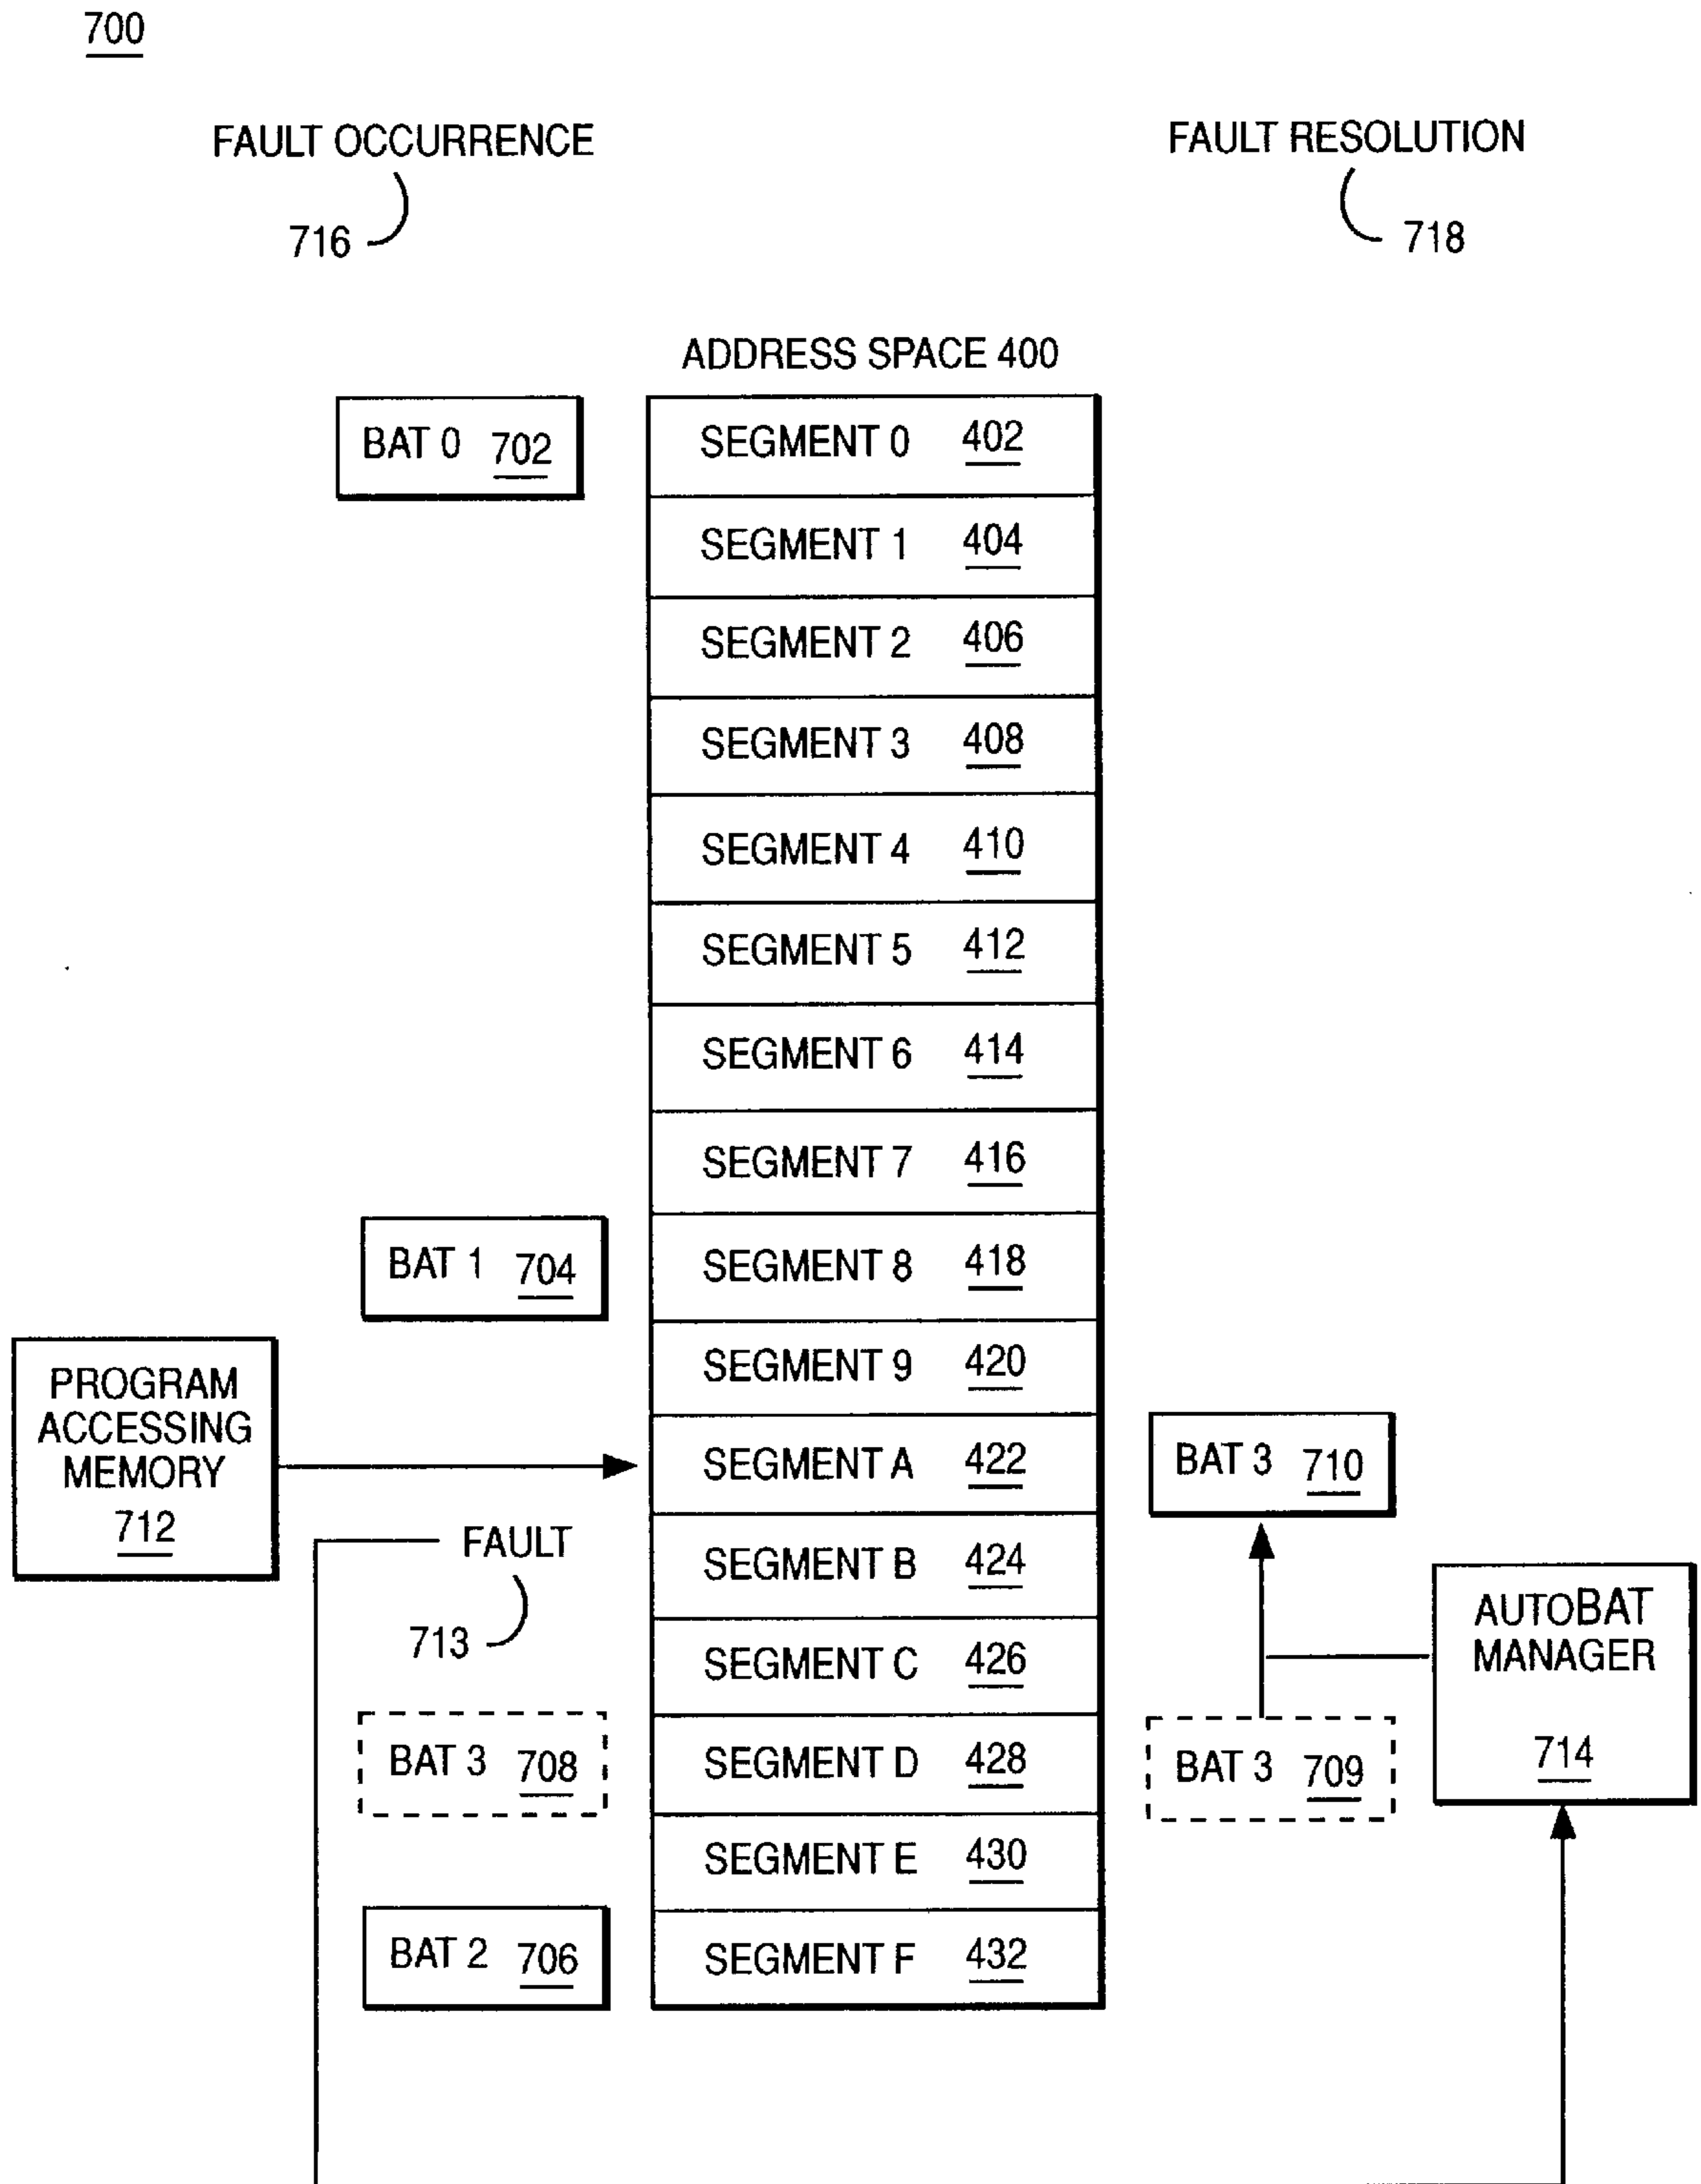 700
FAULT OCCURRENCE
716
FAULT RESOLUTION
718
ADDRESS SPACE 400
BAT 0 702
SEGMENT 0 402
SEGMENT 1 404
SEGMENT 2 406
SEGMENT 3 408
SEGMENT 4 410
SEGMENT 5 412
SEGMENT 6 414
SEGMENT 7 416
BAT 1 704
SEGMENT 8 418
SEGMENT 9 420
PROGRAM
ACCESSING
MEMORY
712
SEGMENT A 422
BAT 3 710
FAULT
713
SEGMENT B 424
SEGMENT C 426
AUTOBAT
MANAGER
714
BAT 3 708
SEGMENT D 428
BAT 3 709
SEGMENT E 430
BAT 2 706
SEGMENT F 432